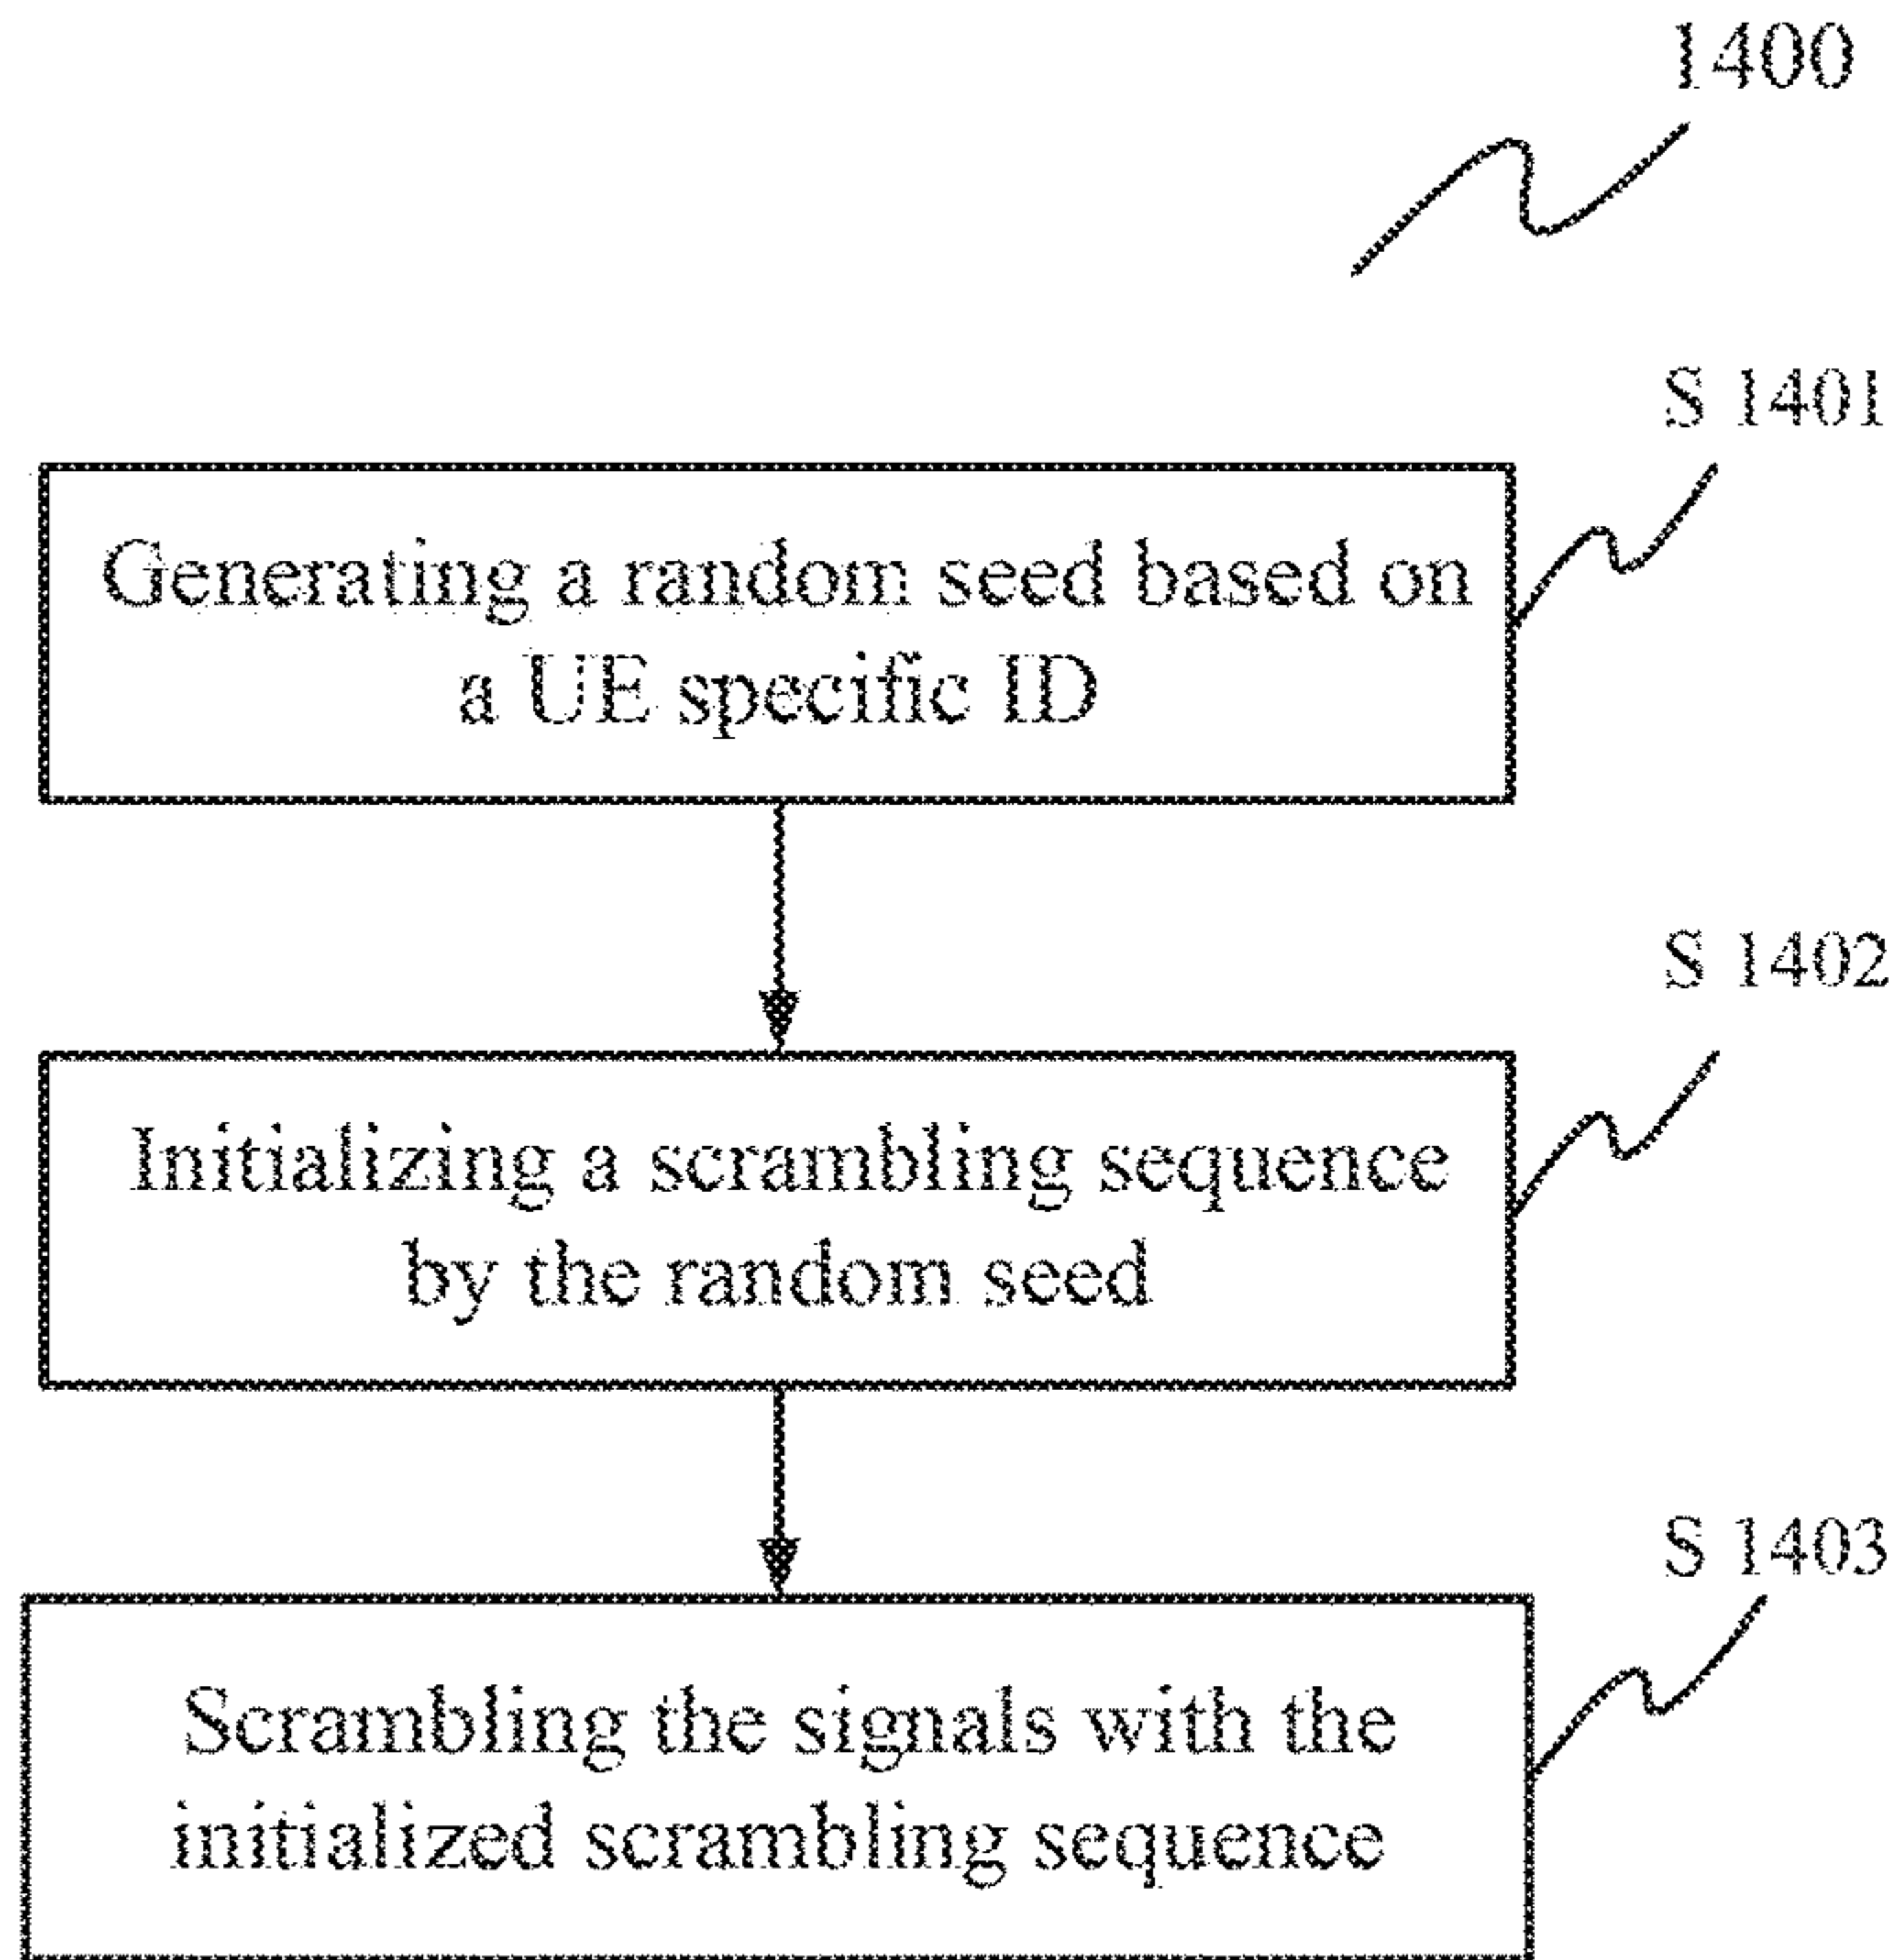 1400
S 1401
Generating a random seed based on
a UE specific ID
S 1402
Initializing a scrambling sequence
by the random seed
S 1403
Scrambling the signals with the
initialized scrambling sequence